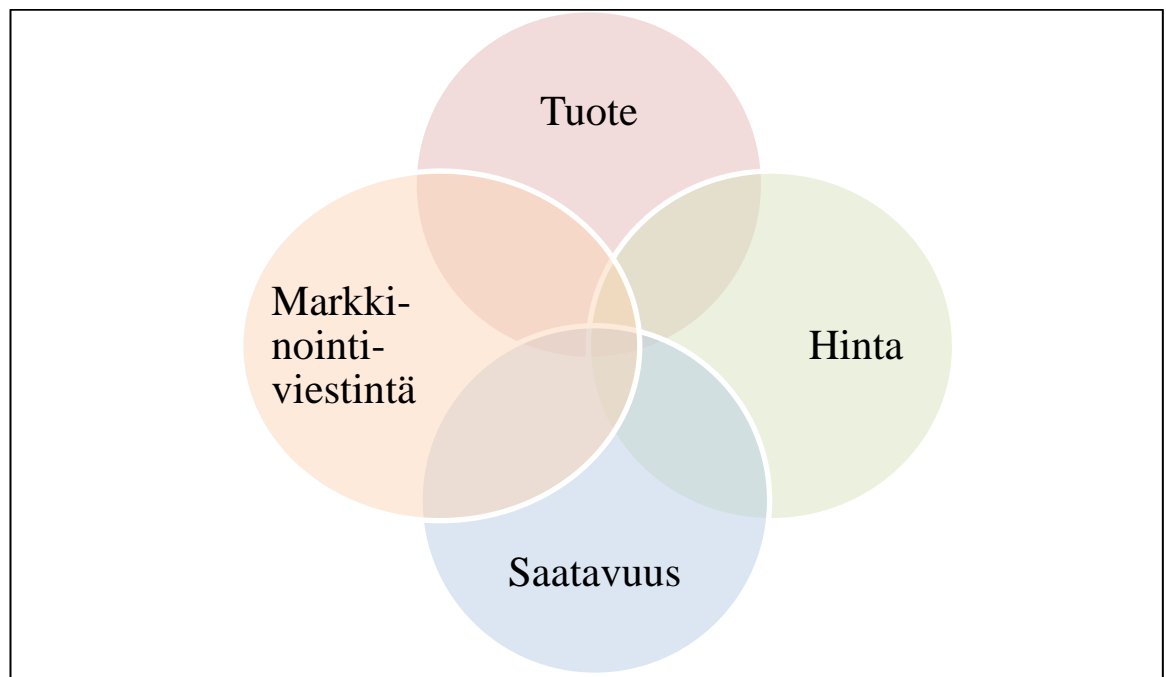 Tuote
Markki-
nointi-
viestintä
Hinta
Saatavuus